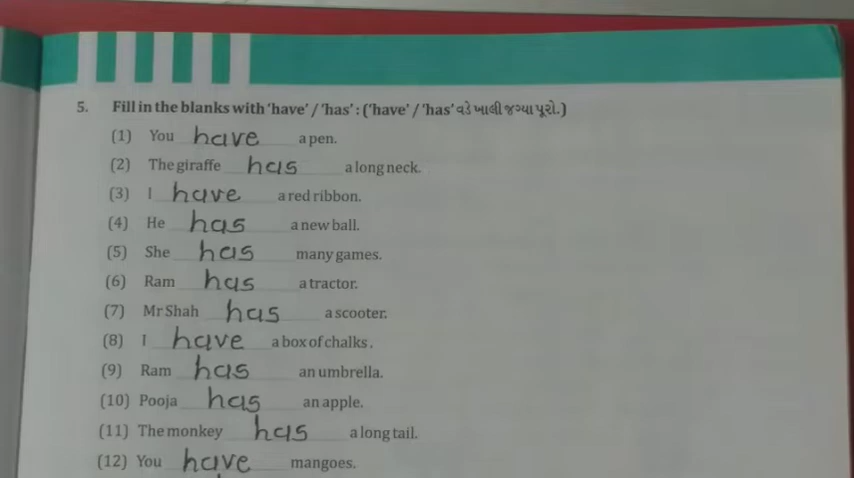 5. Fill in the blanks with 'have' / 'has' : ('have' / 'has' વડે ખાલી જગ્યા પૂરો.)
(1) You have a pen.
(2) The giraffe has a long neck.
(3) I have a red ribbon.
(4) He has a new ball.
(5) She has many games.
(6) Ram has a tractor.
(7) Mr Shah has a scooter.
(8) I have a box of chalks.
(9) Ram has an umbrella.
(10) Pooja has an apple.
(11) The monkey has a long tail.
(12) You have mangoes.